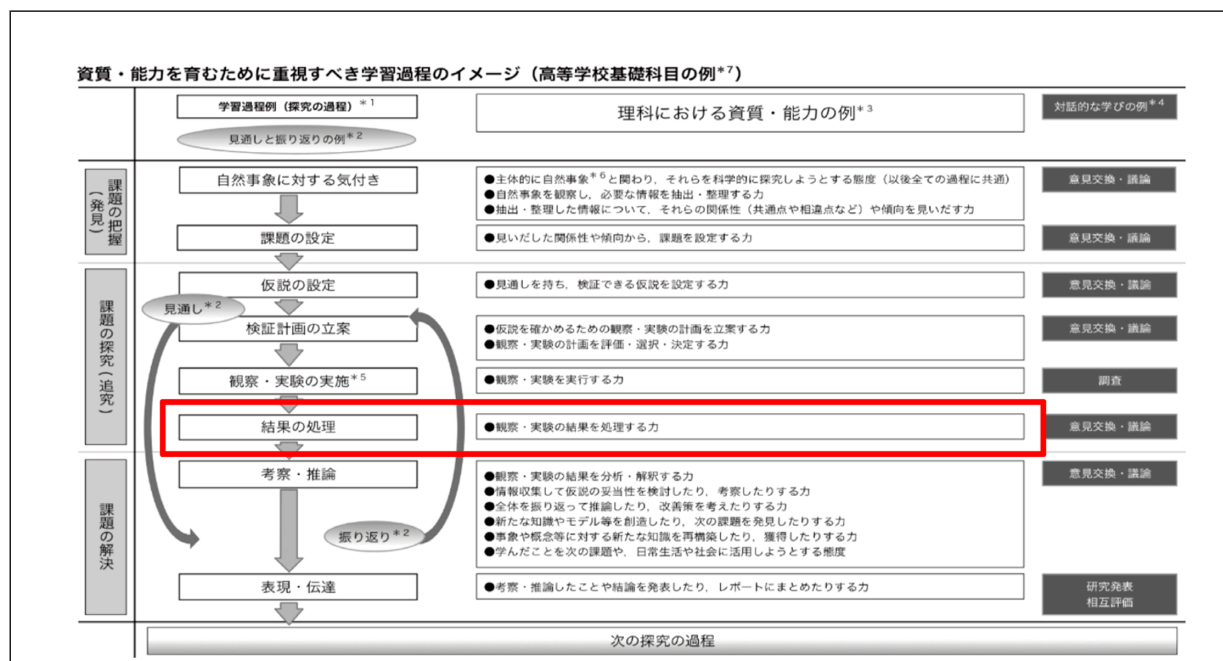 資質・能力を育むために重視すべき学習過程のイメージ（高等学校基礎科目の例*7）
学習過程例（探究の過程）*1
見通しと振り返りの例*2
理科における資質・能力の例*3
対話的な学びの例*4
課題の把握（発見）
自然事象に対する気付き
●主体的に自然事象*6と関わり，それらを科学的に探究しようとする態度（以後全ての過程に共通）
●自然事象を観察し，必要な情報を抽出・整理する力
●抽出・整理した情報について，それらの関係性（共通点や相違点など）や傾向を見いだす力
意見交換・議論
課題の設定
●見いだした関係性や傾向から，課題を設定する力
意見交換・議論
課題の探究（追究）
仮説の設定
●見通しを持ち，検証できる仮説を設定する力
意見交換・議論
見通し*2
検証計画の立案
●仮説を確かめるための観察・実験の計画を立案する力
●観察・実験の計画を評価・選択・決定する力
意見交換・議論
観察・実験の実施*5
●観察・実験を実行する力
調査
結果の処理
●観察・実験の結果を処理する力
意見交換・議論
課題の解決
考察・推論
●観察・実験の結果を分析・解釈する力
●情報収集して仮説の妥当性を検討したり，考察したりする力
●全体を振り返って推論したり，改善策を考えたりする力
●新たな知識やモデル等を創造したり，次の課題を発見したりする力
●事象や概念等に対する新たな知識を再構築したり，獲得したりする力
●学んだことを次の課題や，日常生活や社会に活用しようとする態度
意見交換・議論
振り返り*2
表現・伝達
●考察・推論したことや結論を発表したり，レポートにまとめたりする力
研究発表
相互評価
次の探究の過程